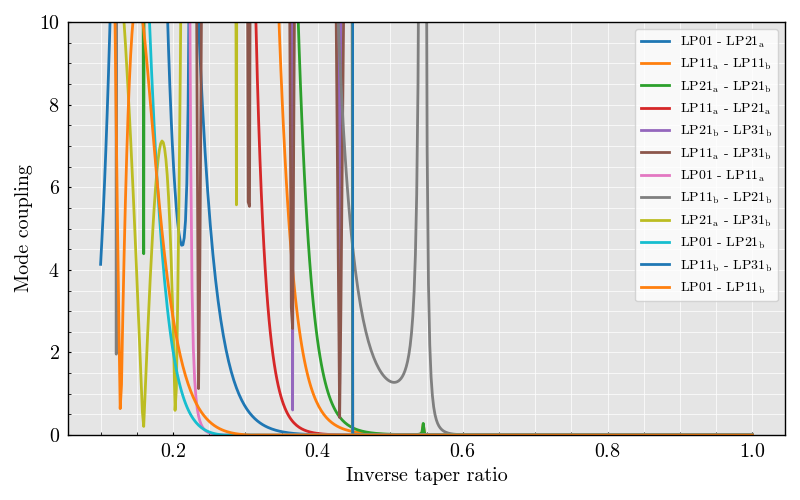 10
8
6
4
2
0
Mode coupling
0.2
0.4
0.6
0.8
1.0
Inverse taper ratio
LP01 - LP21a
LP11a - LP11b
LP21a - LP21b
LP11a - LP21a
LP21b - LP31b
LP11a - LP31b
LP01 - LP11a
LP11b - LP21b
LP21a - LP31b
LP01 - LP21b
LP11b - LP31b
LP01 - LP11b